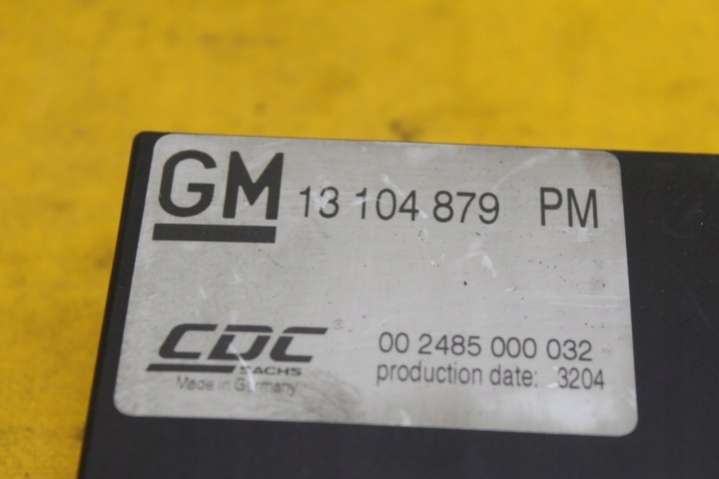 GM 13 104 879 PM
CDC ® 00 2485 000 032
SACHS production date: 3204
Made in Germany